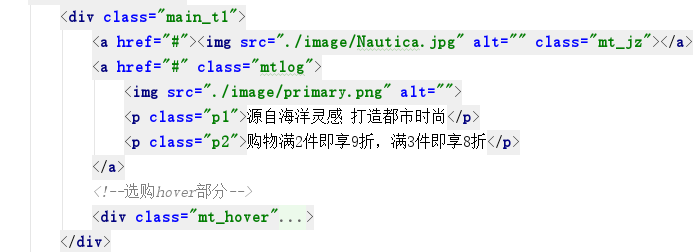 <div class="main_t1">
<a href="#"><img src="./image/Nautica.jpg" alt="" class="mt_jz"></a>
<a href="#" class="mtlog">
<img src="./image/primary.png" alt="">
<p class="p1">源自海洋灵感 打造都市时尚</p>
<p class="p2">购物满2件即享9折，满3件即享8折</p>
</a>
<!--选购hover部分-->
<div class="mt_hover"...>
</div>